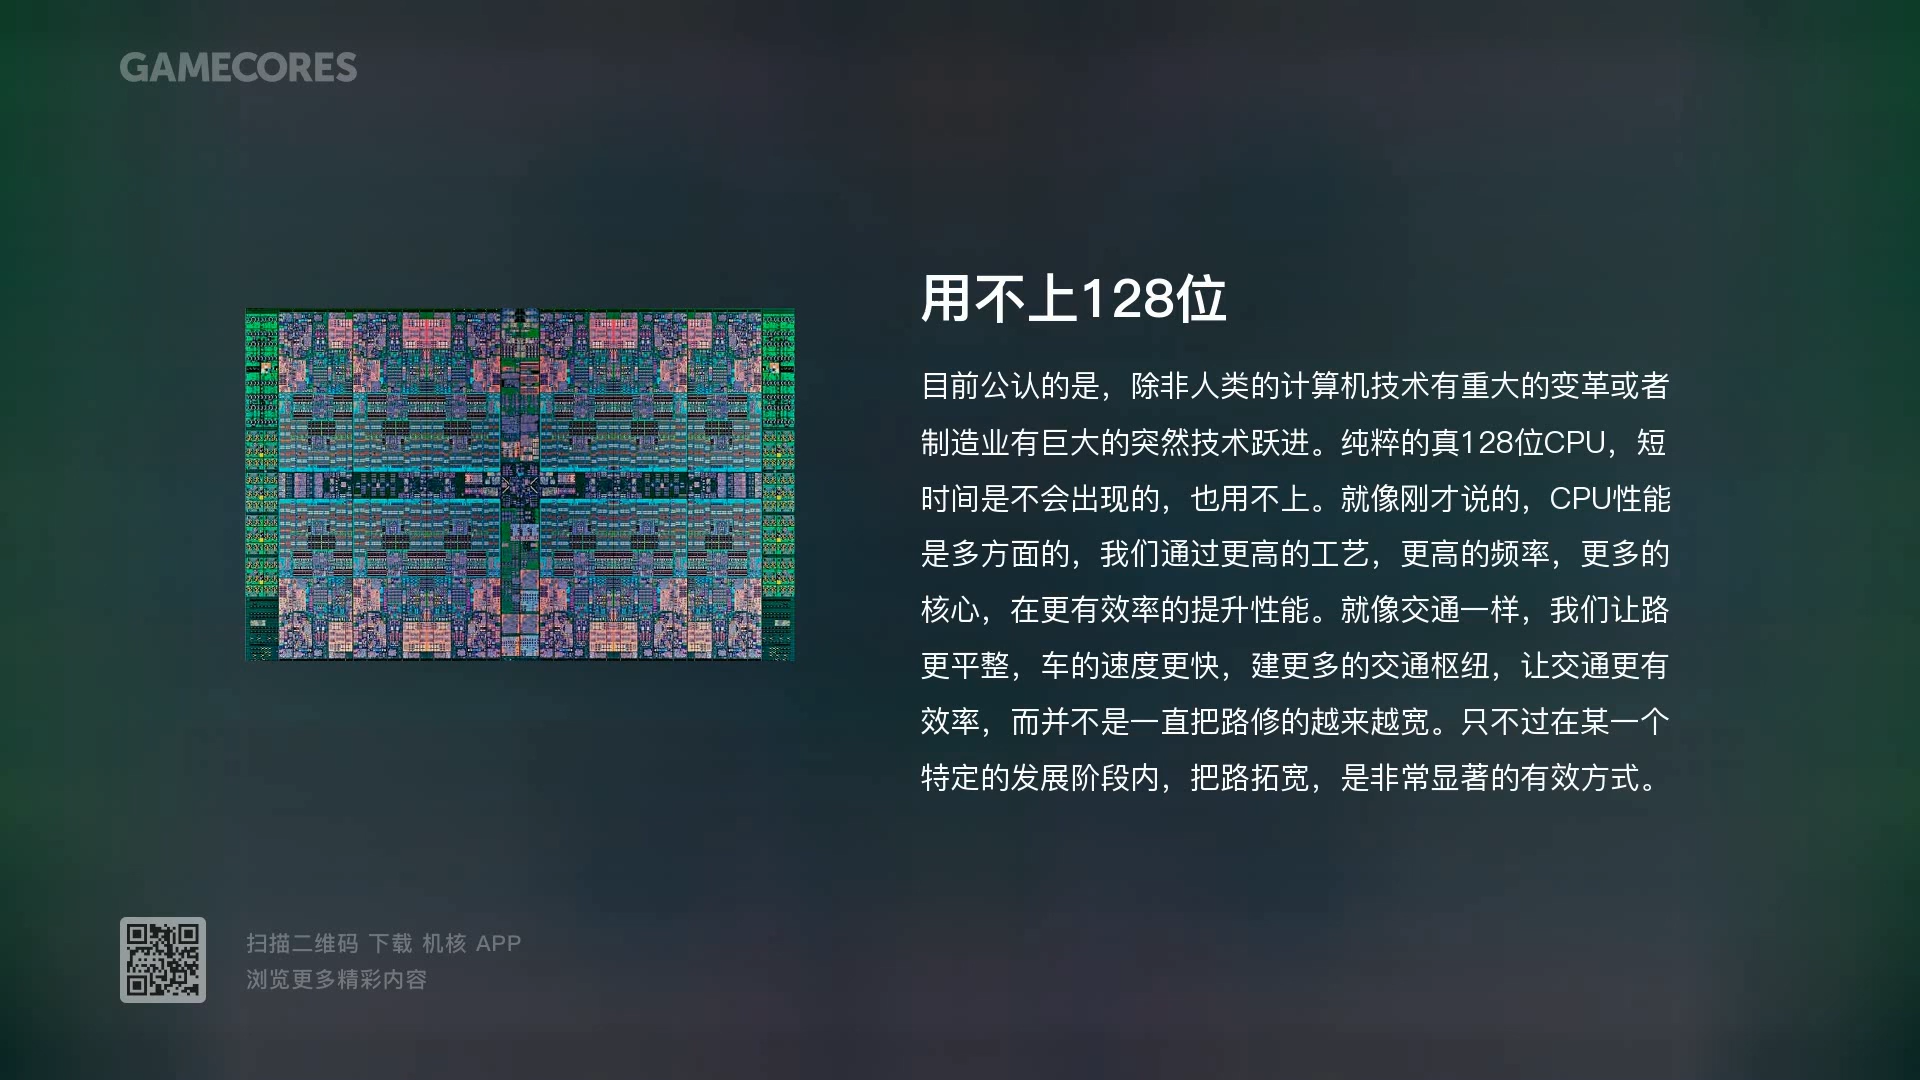 GAMECORES
用不上128位
目前公认的是，除非人类的计算机技术有重大的变革或者
制造业有巨大的突然技术跃进。纯粹的真128位CPU，短
时间是不会出现的，也用不上。就像刚才说的，CPU性能
是多方面的，我们通过更高的工艺，更高的频率，更多的
核心，在更有效率的提升性能。就像交通一样，我们让路
更平整，车的速度更快，建更多的交通枢纽，让交通更有
效率，而并不是一直把路修的越来越宽。只不过在某一个
特定的发展阶段内，把路拓宽，是非常显著的有效方式。
扫描二维码 下载 机核 APP
浏览更多精彩内容